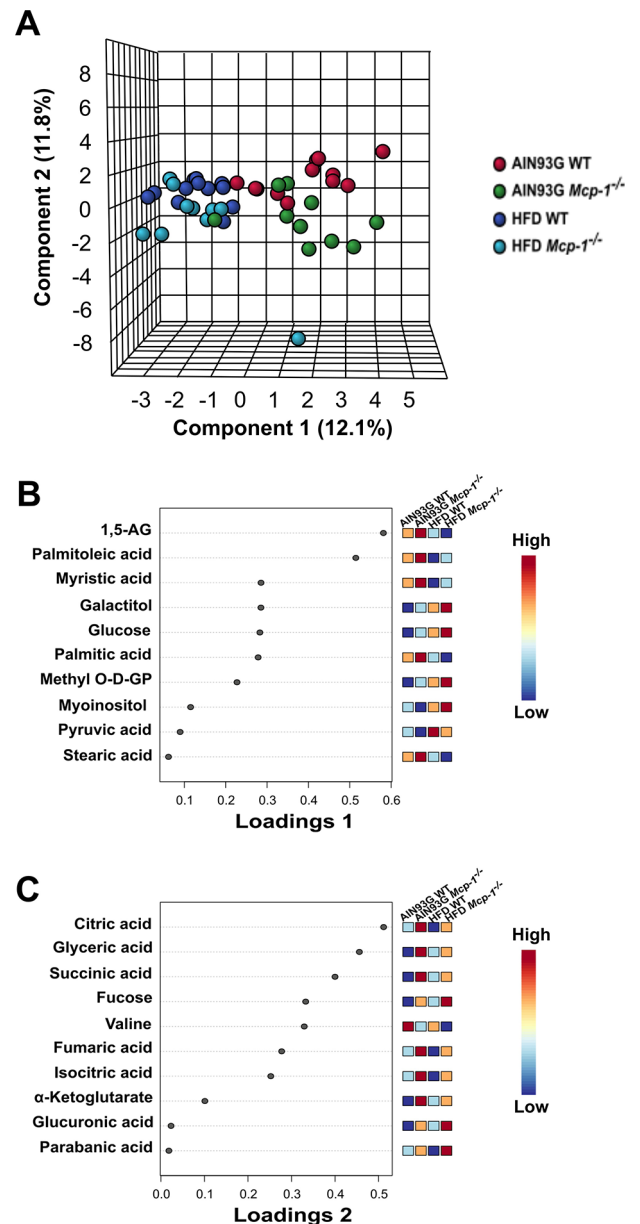 A
Component 2 (11.8%)
8
6
4
2
0
-2
-4
-6
-8
-3 -2 -1 0 1 2 3 4 5
Component 1 (12.1%)
AIN93G WT
AIN93G Mcp-1-/-
HFD WT
HFD Mcp-1-/-
B
AIN93G WT
AIN93G Mcp-1-/-
HFD WT
HFD Mcp-1-/-
1,5-AG
Palmitoleic acid
Myristic acid
Galactitol
Glucose
Palmitic acid
Methyl O-D-GP
Myoinositol
Pyruvic acid
Stearic acid
0.1 0.2 0.3 0.4 0.5 0.6
Loadings 1
High
Low
C
AIN93G WT
AIN93G Mcp-1-/-
HFD WT
HFD Mcp-1-/-
Citric acid
Glyceric acid
Succinic acid
Fucose
Valine
Fumaric acid
Isocitric acid
α-Ketoglutarate
Glucuronic acid
Parabanic acid
0.0 0.1 0.2 0.3 0.4 0.5
Loadings 2
High
Low